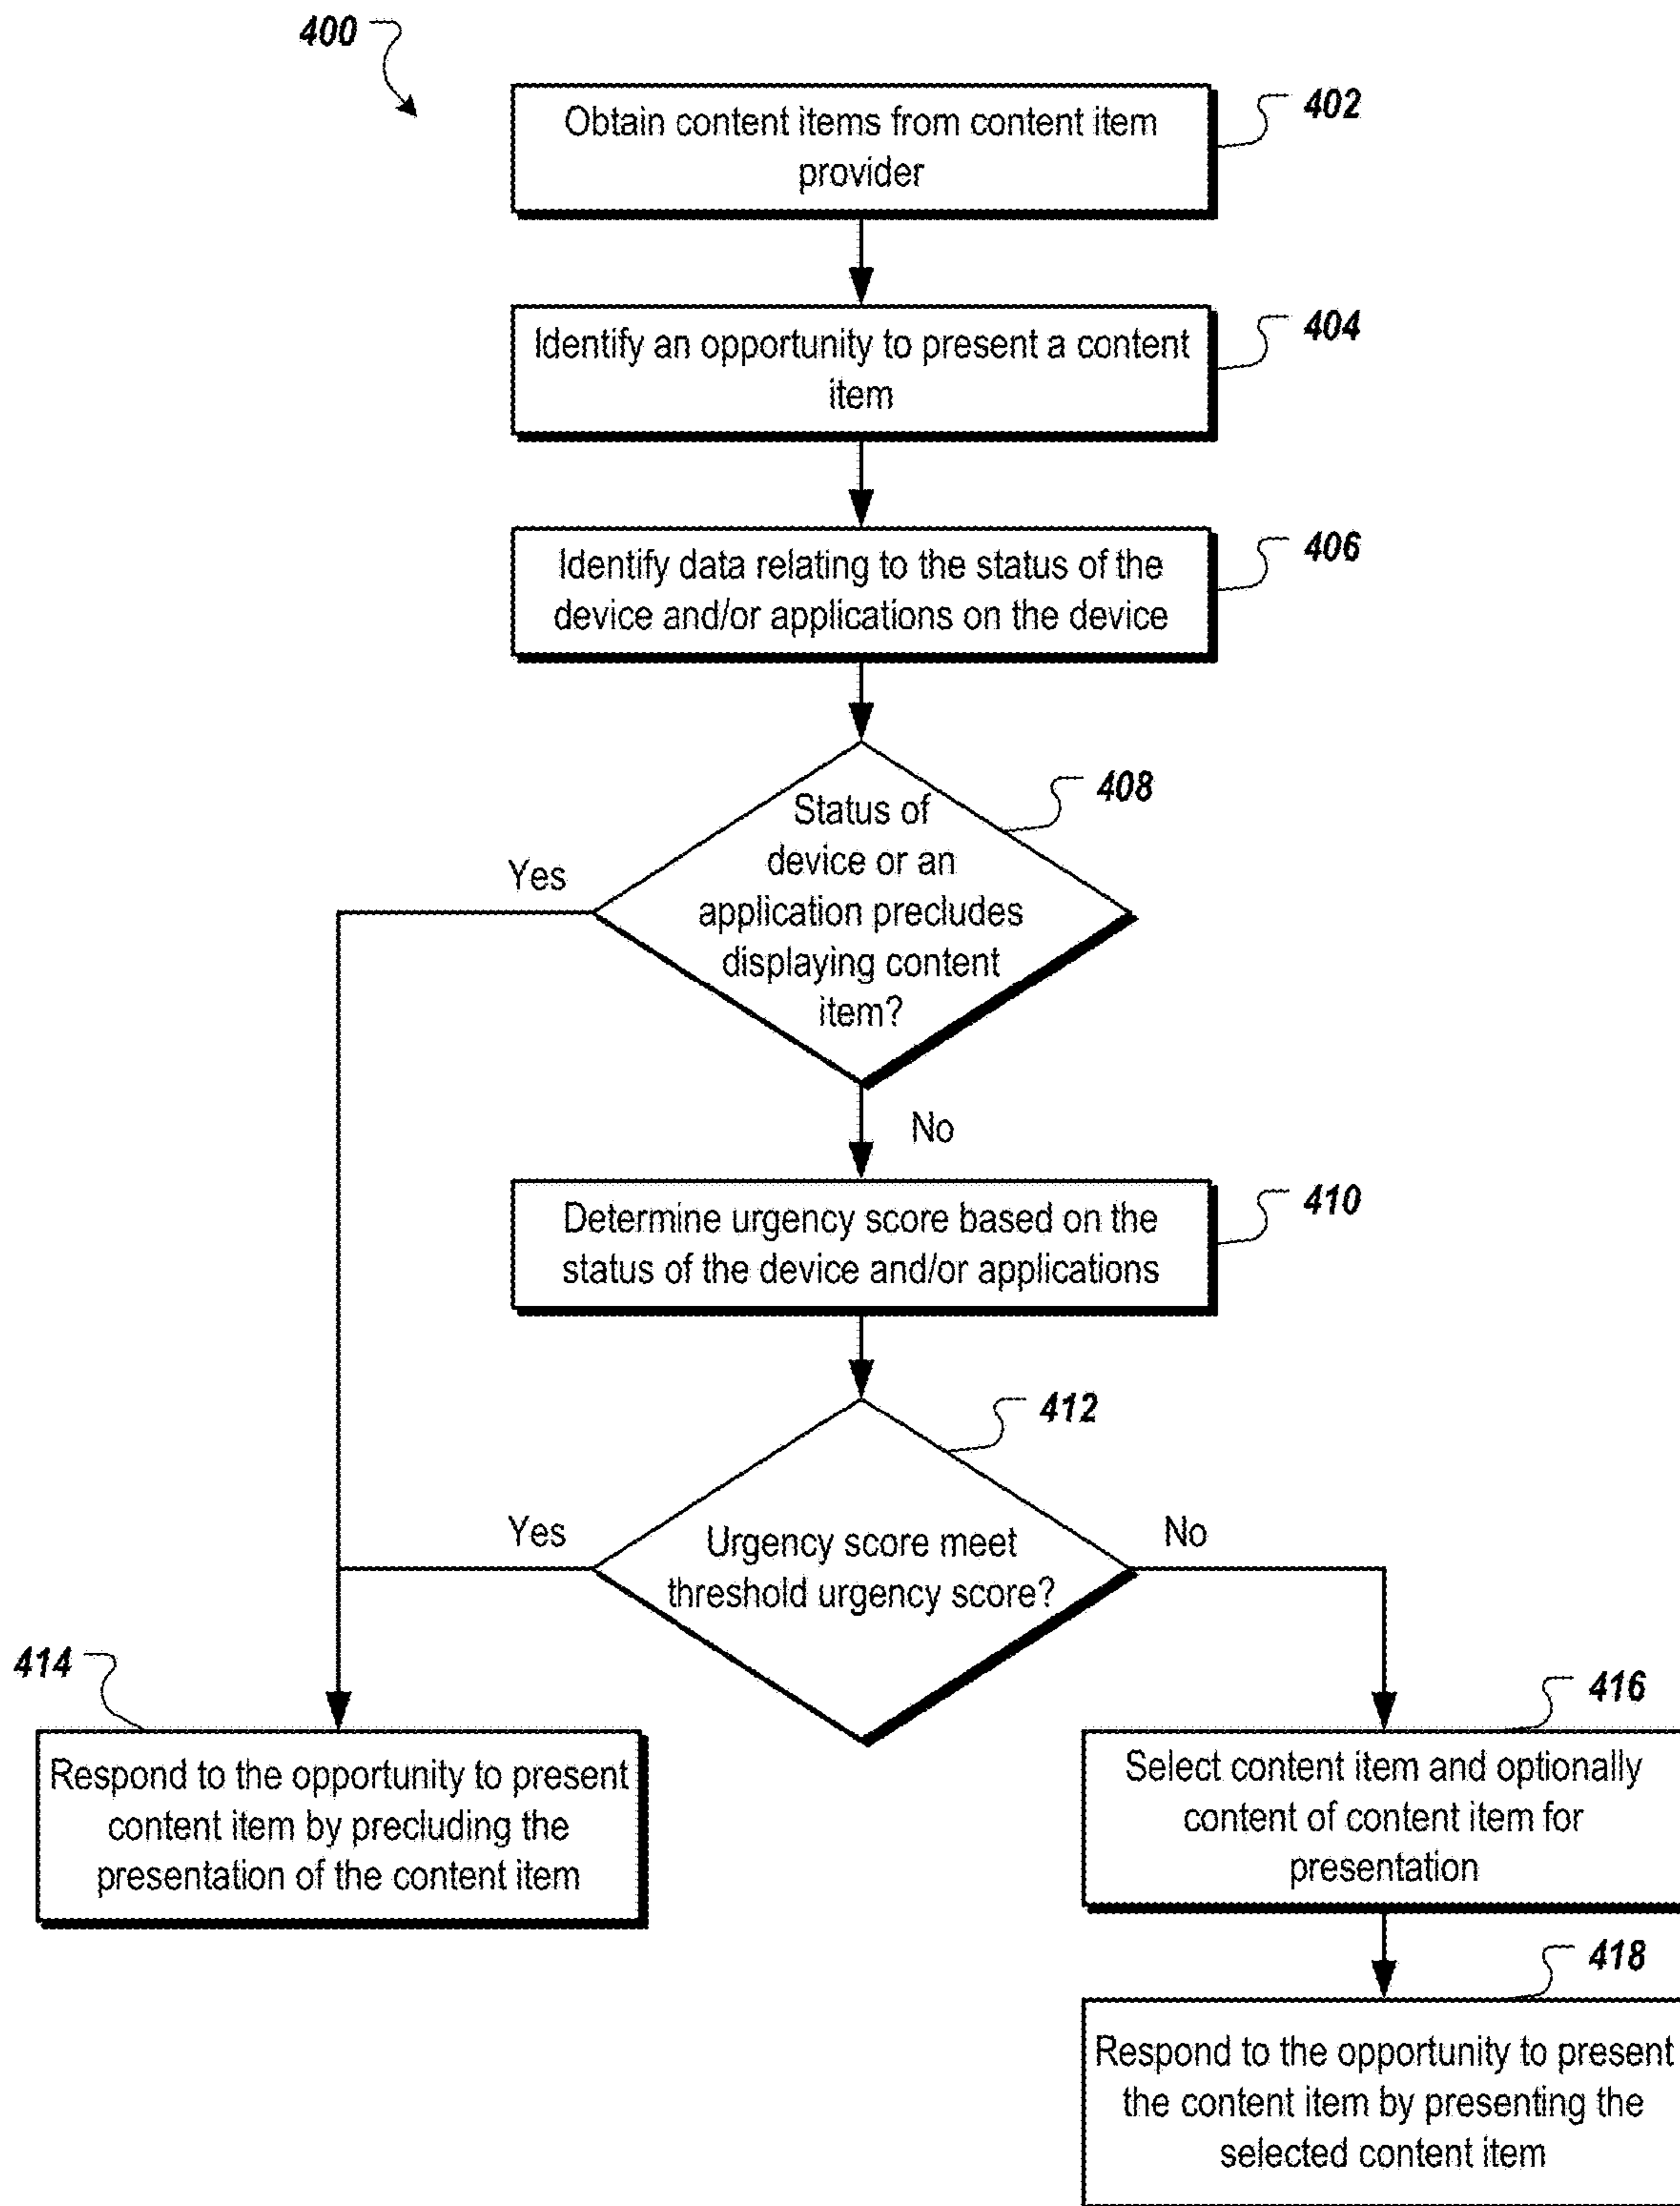 400
Obtain content items from content item
provider
402
Identify an opportunity to present a content
item
404
Identify data relating to the status of the
device and/or applications on the device
406
Status of
device or an
application precludes
displaying content
item?
408
Yes
No
Determine urgency score based on the
status of the device and/or applications
410
Urgency score meet
threshold urgency score?
412
Yes
No
414
Respond to the opportunity to present
content item by precluding the
presentation of the content item
416
Select content item and optionally
content of content item for
presentation
418
Respond to the opportunity to present
the content item by presenting the
selected content item